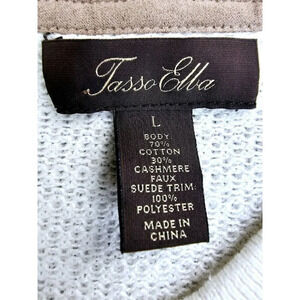 Tasso Elba
L
BODY:
70%
COTTON
30%
CASHMERE
FAUX
SUEDE TRIM:
100%
POLYESTER
MADE IN
CHINA